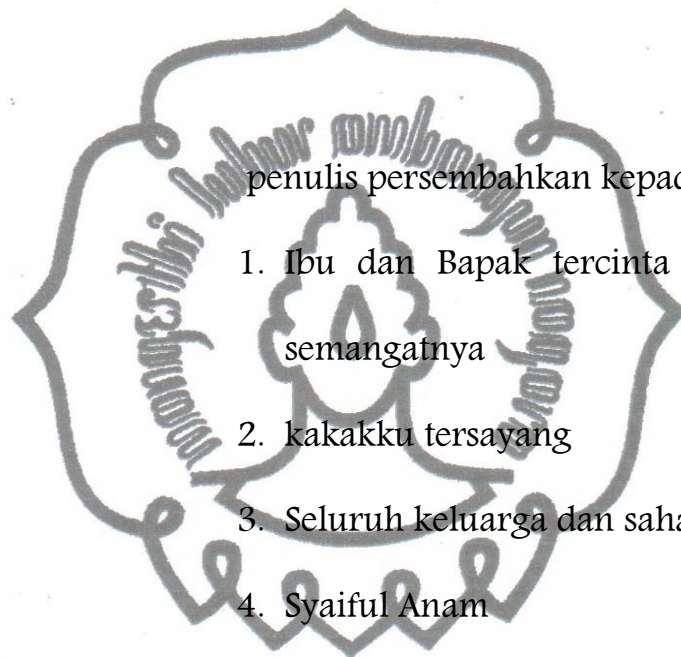 penulis persembahkan kepad
1. Ibu dan Bapak tercinta
semangatnya
2. kakakku tersayang
3. Seluruh keluarga dan saha
4. Syaiful Anam